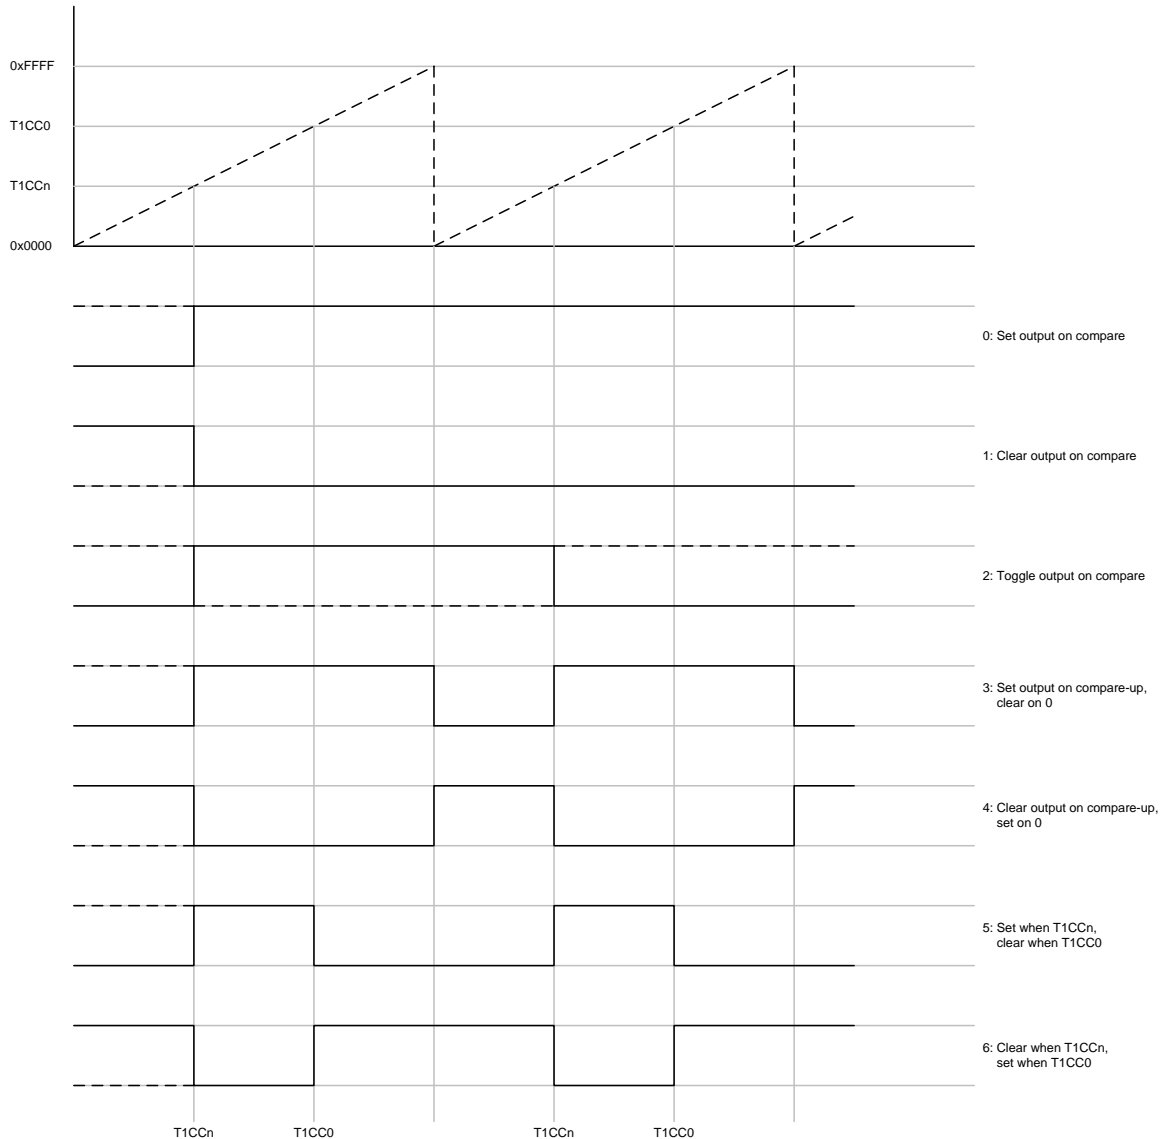 0xFFFF
T1CC0
T1CCn
0x0000
0: Set output on compare
1: Clear output on compare
2: Toggle output on compare
3: Set output on compare-up,
clear on 0
4: Clear output on compare-up,
set on 0
5: Set when T1CCn,
clear when T1CC0
6: Clear when T1CCn,
set when T1CC0
T1CCn T1CC0 T1CCn T1CC0